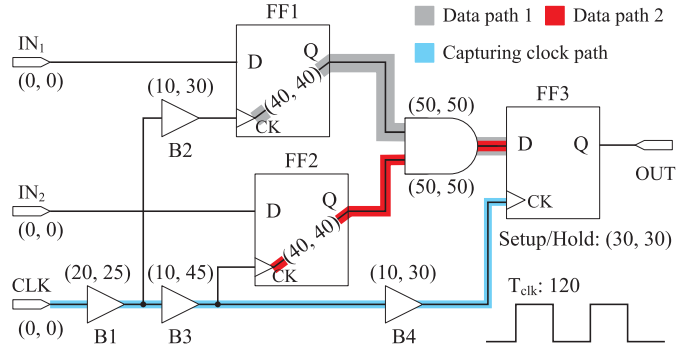 FF1
Data path 1
Data path 2
Capturing clock path
IN₁
(0, 0)
D
Q
(40, 40)
CK
(10, 30)
B2
(50, 50)
(50, 50)
FF3
D
Q
CK
OUT
Setup/Hold: (30, 30)
FF2
IN₂
(0, 0)
D
Q
(40, 40)
CK
CLK
(0, 0)
(20, 25)
B1
(10, 45)
B3
(10, 30)
B4
T₍clk₎: 120